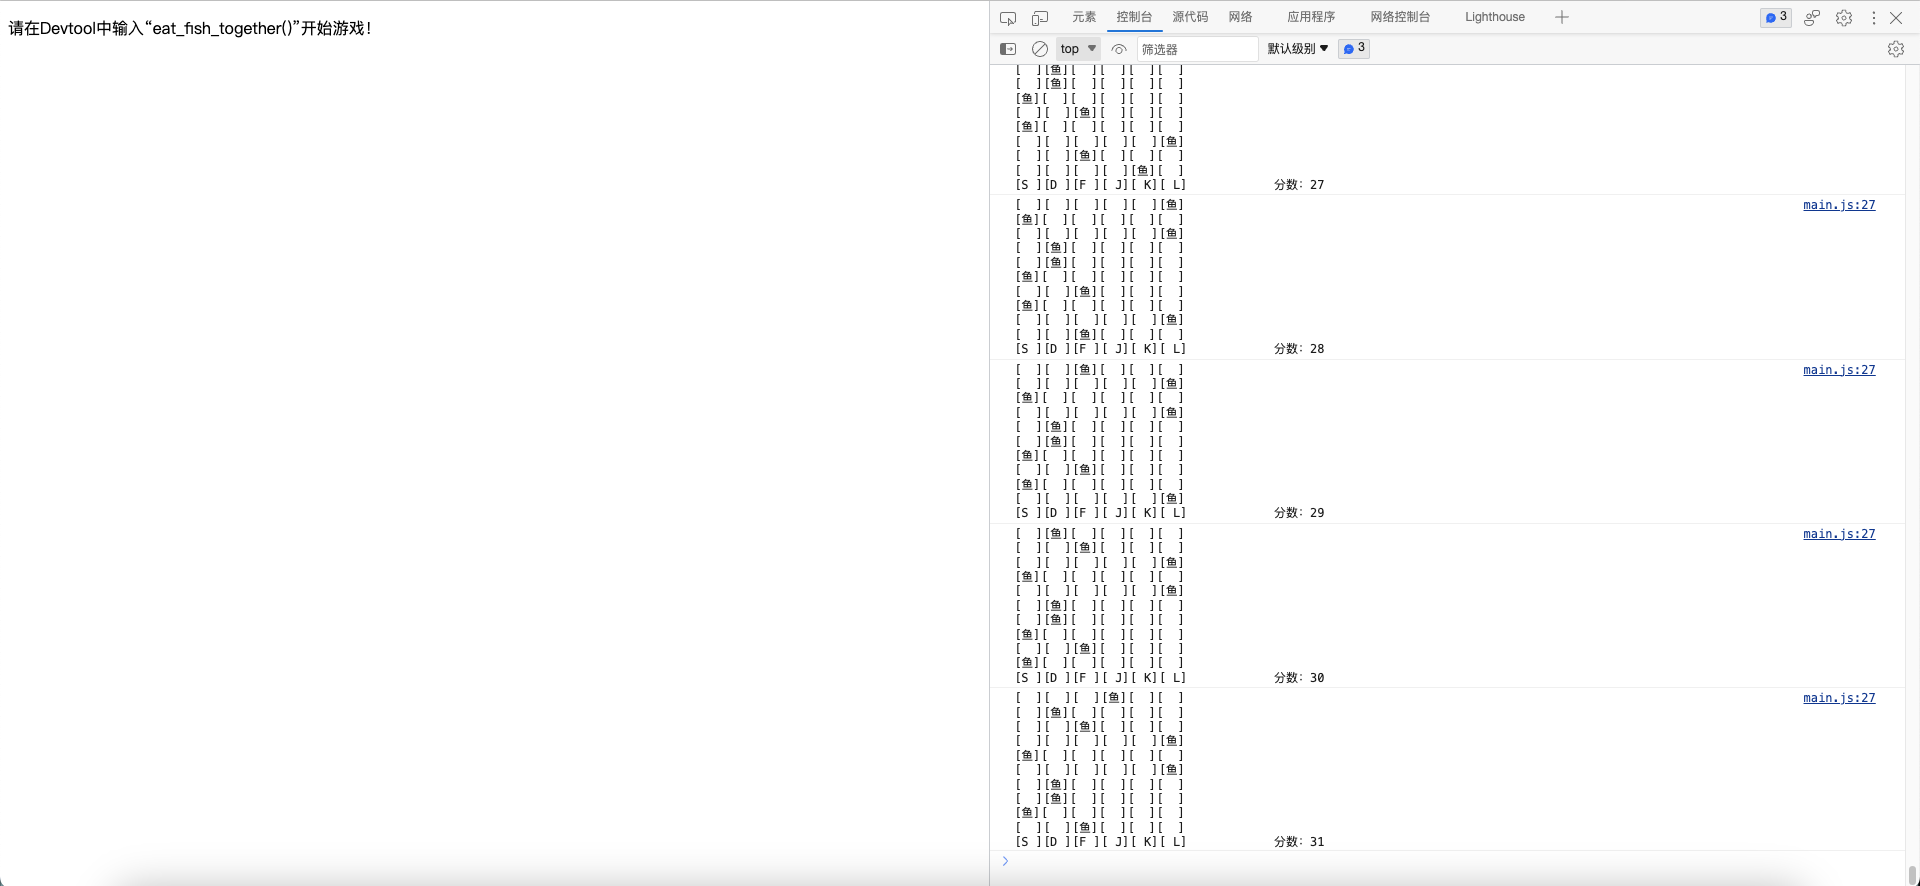 请在Devtool中输入“eat_fish_together()”开始游戏！
元素 控制台 源代码 网络 应用程序 网络控制台 Lighthouse 3
top 筛选器 默认级别 3
[  ][鱼][  ][  ][  ][  ]
[  ][鱼][  ][  ][  ][  ]
[鱼][  ][  ][  ][  ][  ]
[  ][  ][鱼][  ][  ][  ]
[鱼][  ][  ][  ][  ][  ]
[  ][  ][  ][  ][  ][鱼]
[  ][  ][鱼][  ][  ][  ]
[  ][  ][  ][  ][鱼][  ]
[S ][D ][F ][ J][ K][ L] 分数：27
[  ][  ][  ][  ][  ][鱼] main.js:27
[鱼][  ][  ][  ][  ][  ]
[  ][  ][  ][  ][  ][鱼]
[  ][鱼][  ][  ][  ][  ]
[  ][鱼][  ][  ][  ][  ]
[鱼][  ][  ][  ][  ][  ]
[  ][  ][鱼][  ][  ][  ]
[鱼][  ][  ][  ][  ][  ]
[  ][  ][  ][  ][  ][鱼]
[  ][  ][鱼][  ][  ][  ]
[S ][D ][F ][ J][ K][ L] 分数：28
[  ][  ][鱼][  ][  ][  ] main.js:27
[  ][  ][  ][  ][  ][鱼]
[鱼][  ][  ][  ][  ][  ]
[  ][  ][  ][  ][  ][鱼]
[  ][鱼][  ][  ][  ][  ]
[  ][鱼][  ][  ][  ][  ]
[鱼][  ][  ][  ][  ][  ]
[  ][  ][鱼][  ][  ][  ]
[鱼][  ][  ][  ][  ][  ]
[  ][  ][  ][  ][  ][鱼]
[S ][D ][F ][ J][ K][ L] 分数：29
[  ][鱼][  ][  ][  ][  ] main.js:27
[  ][  ][鱼][  ][  ][  ]
[  ][  ][  ][  ][  ][鱼]
[鱼][  ][  ][  ][  ][  ]
[  ][  ][  ][  ][  ][鱼]
[  ][鱼][  ][  ][  ][  ]
[  ][鱼][  ][  ][  ][  ]
[鱼][  ][  ][  ][  ][  ]
[  ][  ][鱼][  ][  ][  ]
[鱼][  ][  ][  ][  ][  ]
[S ][D ][F ][ J][ K][ L] 分数：30
[  ][  ][  ][鱼][  ][  ] main.js:27
[  ][鱼][  ][  ][  ][  ]
[  ][  ][鱼][  ][  ][  ]
[  ][  ][  ][  ][  ][鱼]
[鱼][  ][  ][  ][  ][  ]
[  ][  ][  ][  ][  ][鱼]
[  ][鱼][  ][  ][  ][  ]
[  ][鱼][  ][  ][  ][  ]
[鱼][  ][  ][  ][  ][  ]
[  ][  ][鱼][  ][  ][  ]
[S ][D ][F ][ J][ K][ L] 分数：31